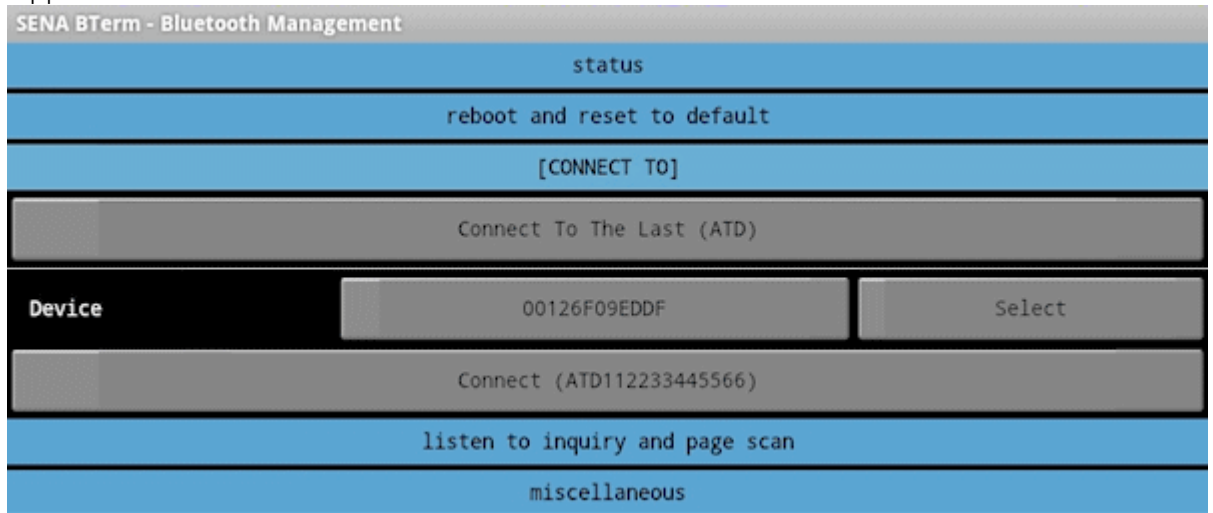 SENA BTerm - Bluetooth Management
status
reboot and reset to default
[CONNECT TO]
Connect To The Last (ATD)
Device 00126F09EDDF Select
Connect (ATD112233445566)
listen to inquiry and page scan
miscellaneous